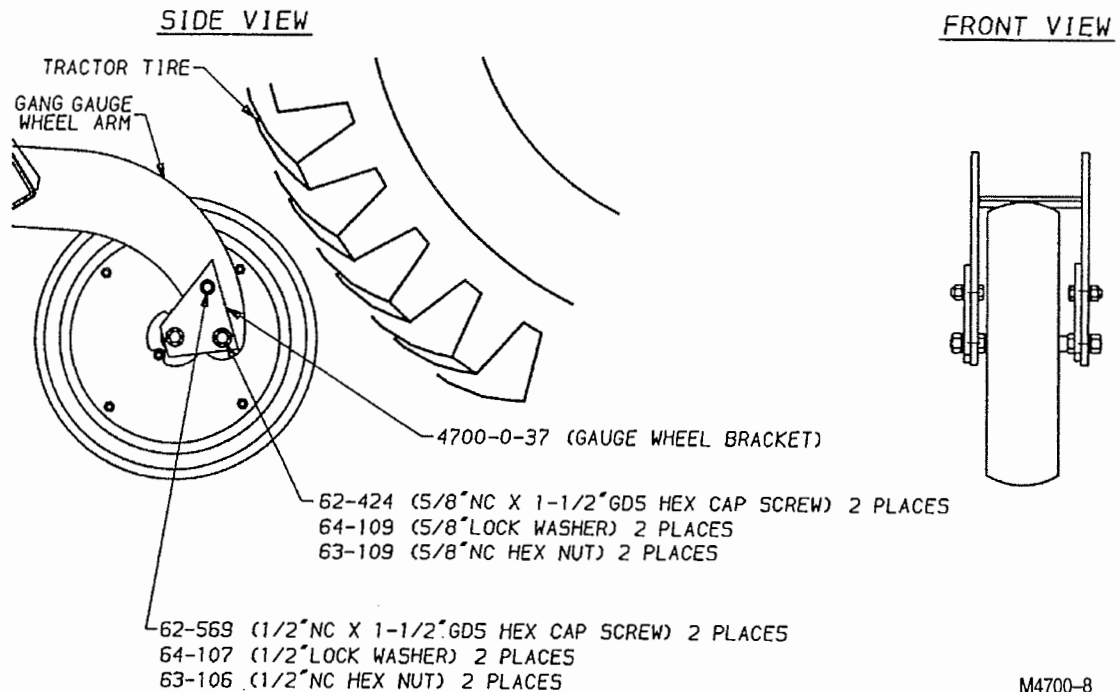 SIDE VIEW
FRONT VIEW
TRACTOR TIRE
GANG GAUGE
WHEEL ARM
4700-0-37 (GAUGE WHEEL BRACKET)
62-424 (5/8"NC X 1-1/2"GD5 HEX CAP SCREW) 2 PLACES
64-109 (5/8"LOCK WASHER) 2 PLACES
63-109 (5/8"NC HEX NUT) 2 PLACES
62-569 (1/2"NC X 1-1/2"GD5 HEX CAP SCREW) 2 PLACES
64-107 (1/2"LOCK WASHER) 2 PLACES
63-106 (1/2"NC HEX NUT) 2 PLACES
M4700-8